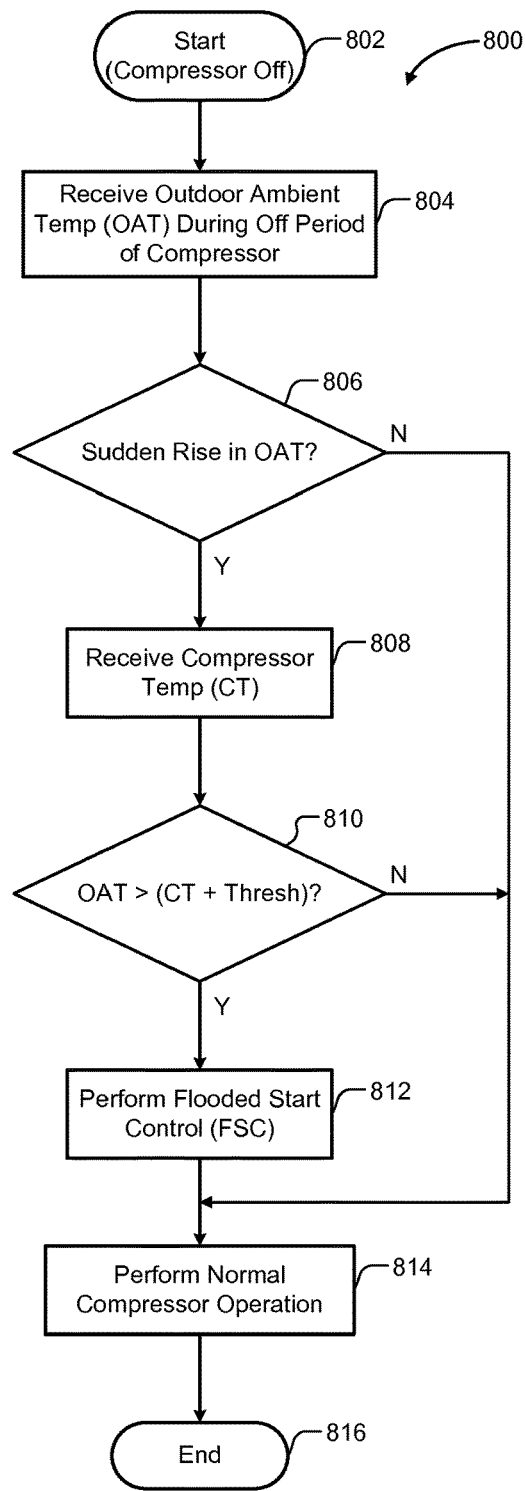 Start
(Compressor Off)
802
800
Receive Outdoor Ambient
Temp (OAT) During Off Period
of Compressor
804
806
Sudden Rise in OAT?
N
Y
Receive Compressor
Temp (CT)
808
810
OAT > (CT + Thresh)?
N
Y
Perform Flooded Start
Control (FSC)
812
Perform Normal
Compressor Operation
814
End
816